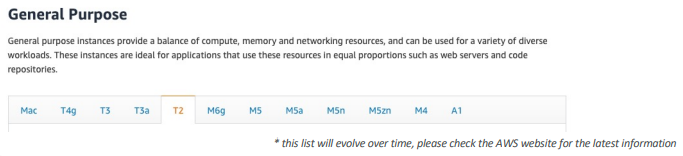 General Purpose
General purpose instances provide a balance of compute, memory and networking resources, and can be used for a variety of diverse
workloads. These instances are ideal for applications that use these resources in equal proportions such as web servers and code
repositories.
Mac T4g T3 T3a T2 M6g M5 M5a M5n M5zn M4 A1
* this list will evolve over time, please check the AWS website for the latest information